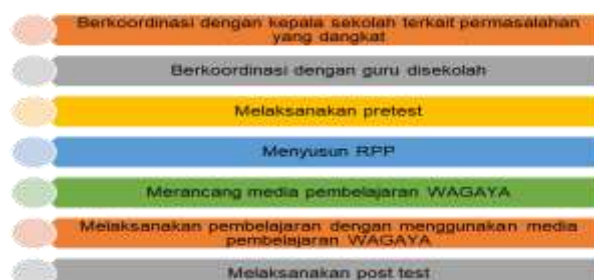 Berkoordinasi dengan kepala sekolah terkait permasalahan
yang dangkat
Berkoordinasi dengan guru disekolah
Melaksanakan pretest
Menyusun RPP
Merancang media pembelajaran WAGAYA
Melaksanakan pembelajaran dengan menggunakan media
pembelajaran WAGAYA
Melaksanakan post test